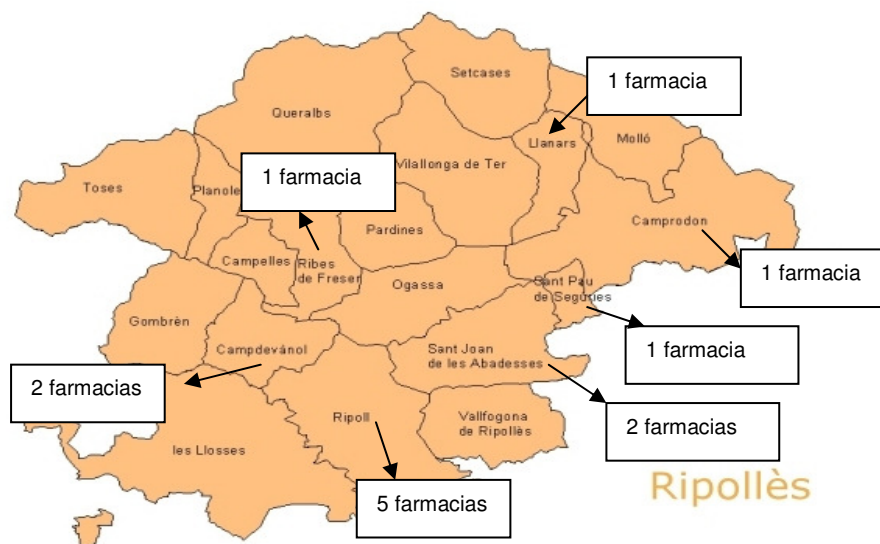 Setcases
1 farmacia
Queralbs
Llanars
Molló
Vilallonga de Ter
1 farmacia
Toses
Planole
Camprodon
Pardines
Campelles
Ribes
de Freser
1 farmacia
Ogassa
Sant Pau
de Segúries
Gombrèn
Campdevànol
Sant Joan
de les Abadesses
1 farmacia
2 farmacias
Ripoll
Vallfogona
de Ripollès
2 farmacias
les Llosses
5 farmacias
Ripollès